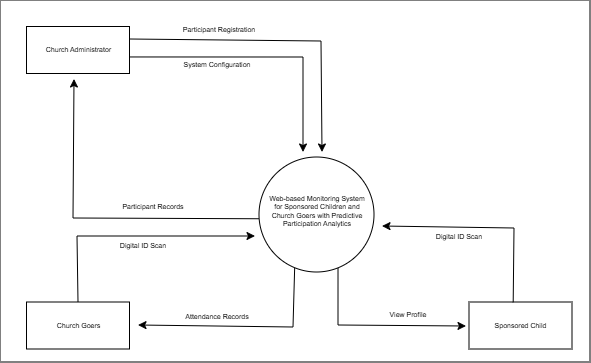 Participant Registration
Church Administrator
System Configuration
Web-based Monitoring System
for Sponsored Children and
Church Goers with Predictive
Participation Analytics
Participant Records
Digital ID Scan
Digital ID Scan
Attendance Records
View Profile
Church Goers
Sponsored Child